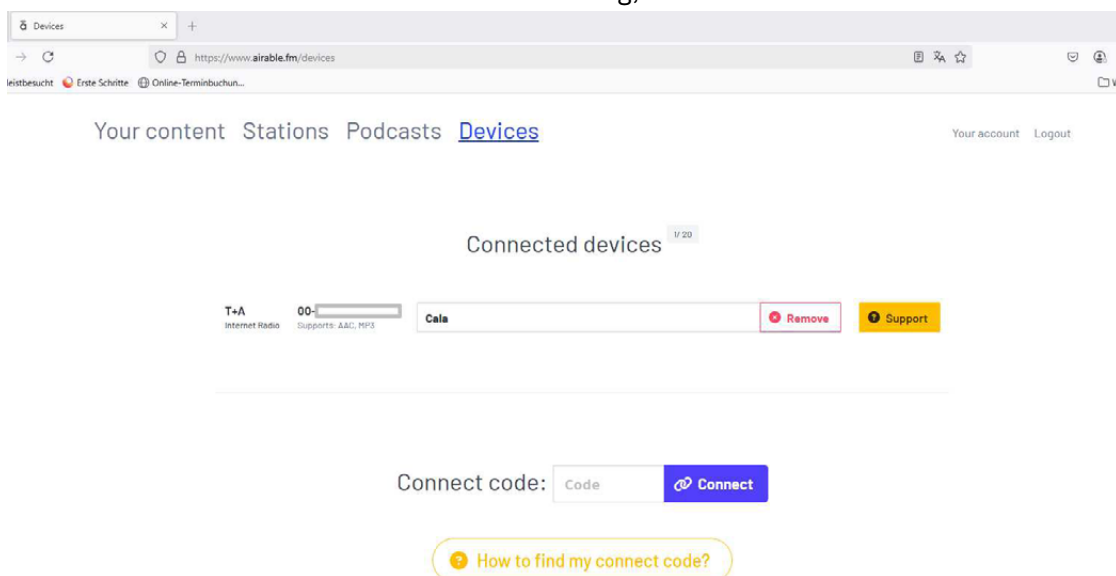 ă Devices
https://www.airable.fm/devices
leistbesucht Erste Schritte Online-Terminbuchun...
Your content Stations Podcasts Devices Your account Logout
Connected devices 1/20
T+A 00- Cala Remove Support
Internet Radio Supports: AAC, MP3
Connect code: Code Connect
How to find my connect code?